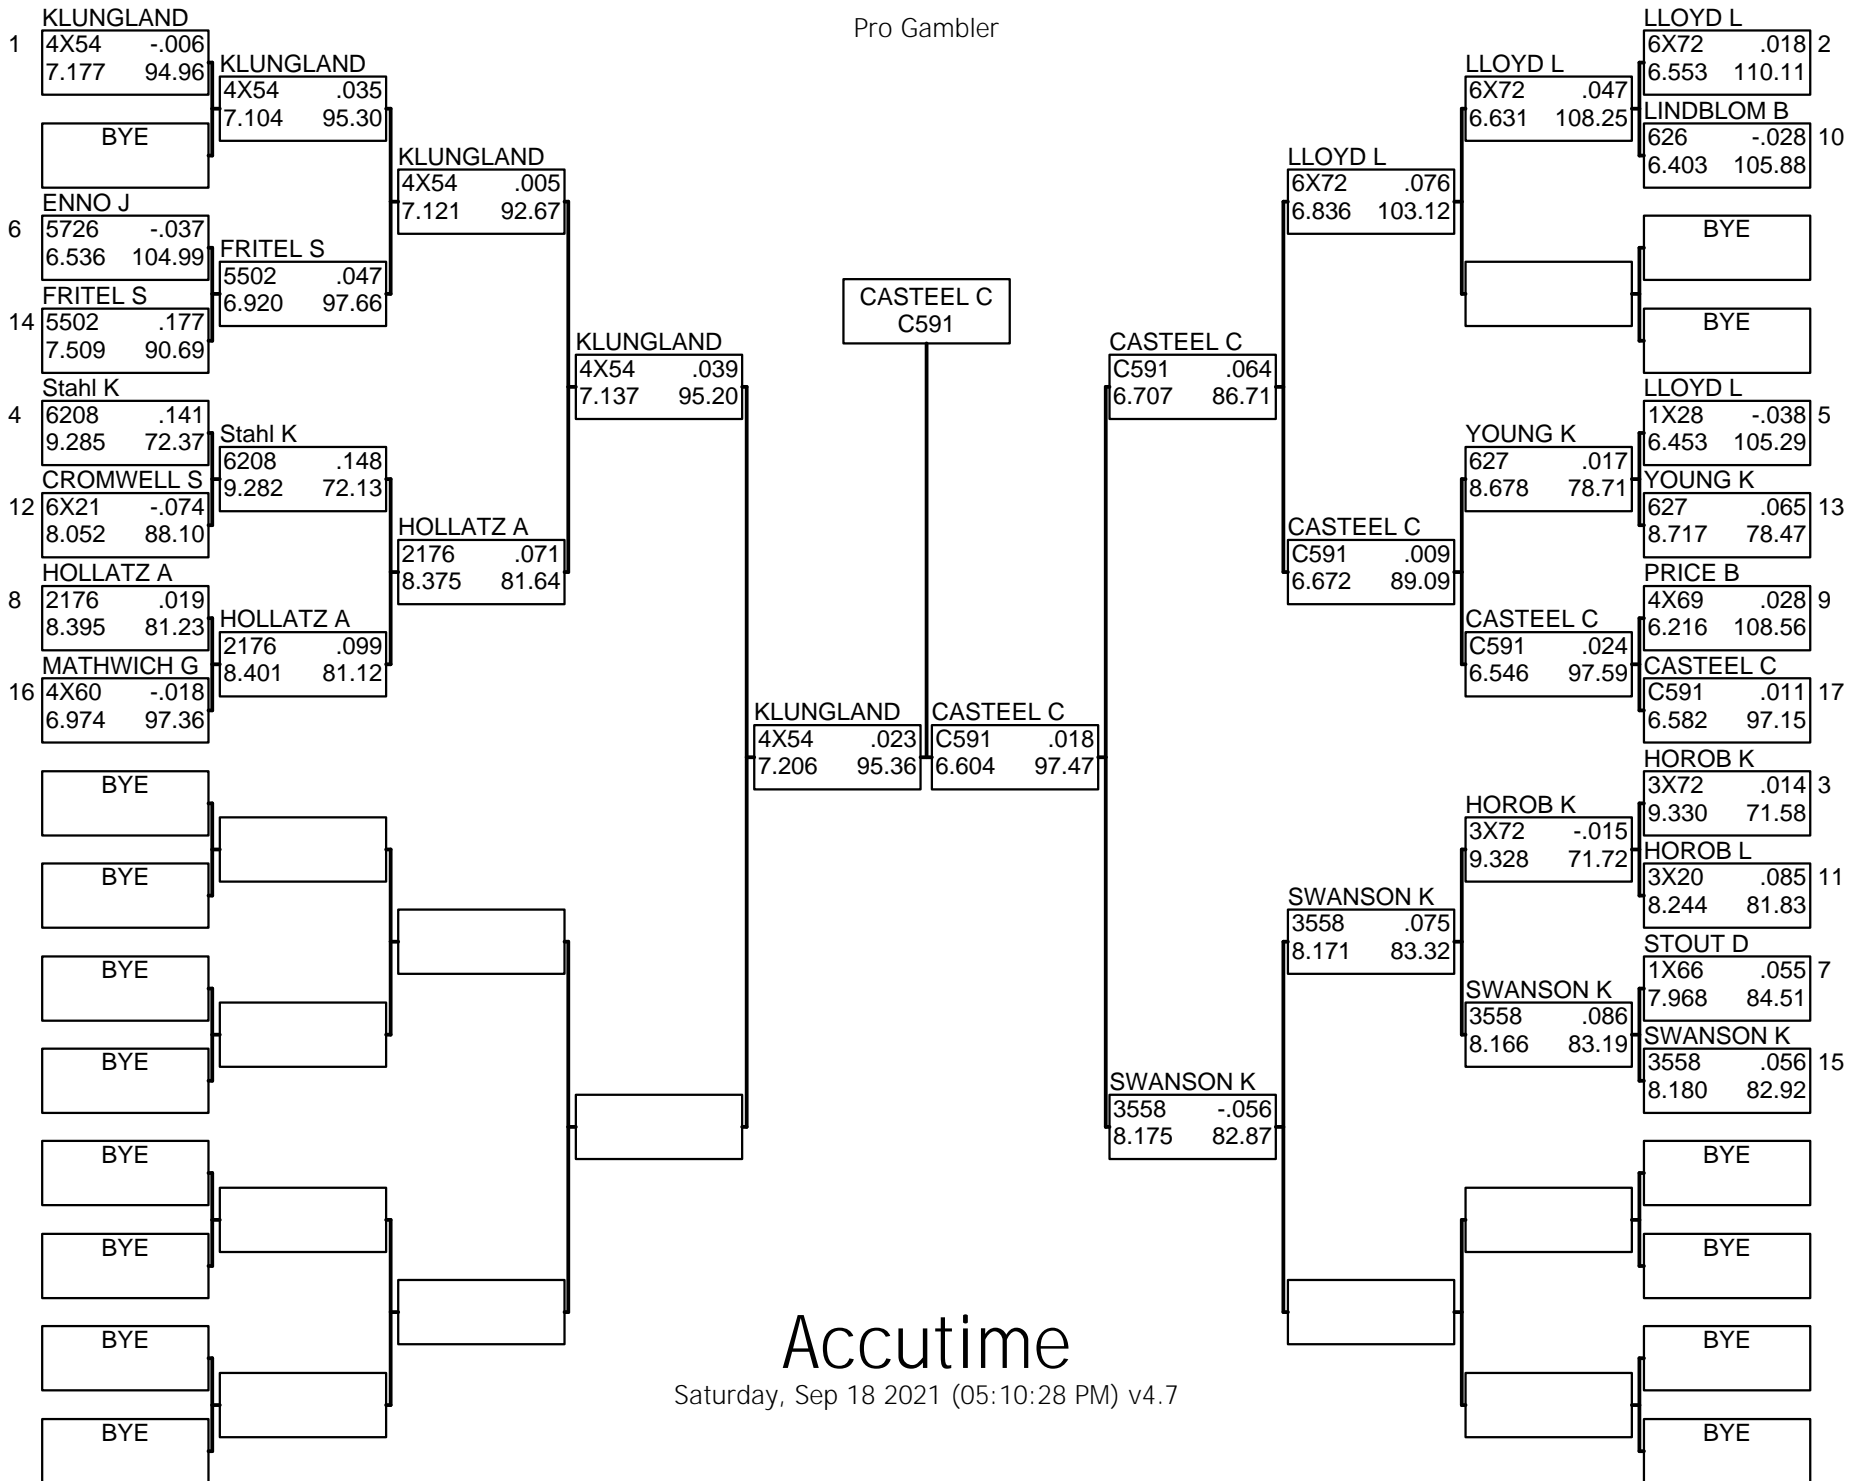 Pro Gambler
KLUNGLAND
1 4X54 -.006
7.177 94.96
BYE
ENNO J
6 5726 -.037
6.536 104.99
FRITEL S
14 5502 .177
7.509 90.69
Stahl K
4 6208 .141
9.285 72.37
CROMWELL S
12 6X21 -.074
8.052 88.10
HOLLATZ A
8 2176 .019
8.395 81.23
MATHWICH G
16 4X60 -.018
6.974 97.36
BYE
BYE
BYE
BYE
BYE
BYE
BYE
BYE
KLUNGLAND
4X54 .035
7.104 95.30
FRITEL S
5502 .047
6.920 97.66
Stahl K
6208 .148
9.282 72.13
HOLLATZ A
2176 .099
8.401 81.12
KLUNGLAND
4X54 .005
7.121 92.67
HOLLATZ A
2176 .071
8.375 81.64
KLUNGLAND
4X54 .039
7.137 95.20
KLUNGLAND
4X54 .023
7.206 95.36
CASTEEL C
C591
CASTEEL C
C591 .018
6.604 97.47
CASTEEL C
C591 .064
6.707 86.71
SWANSON K
3558 -.056
8.175 82.87
LLOYD L
6X72 .076
6.836 103.12
CASTEEL C
C591 .009
6.672 89.09
SWANSON K
3558 .075
8.171 83.32
LLOYD L
6X72 .047
6.631 108.25
YOUNG K
627 .017
8.678 78.71
CASTEEL C
C591 .024
6.546 97.59
HOROB K
3X72 -.015
9.328 71.72
SWANSON K
3558 .086
8.166 83.19
LLOYD L
6X72 .018 2
6.553 110.11
LINDBLOM B
626 -.028 10
6.403 105.88
BYE
BYE
LLOYD L
1X28 -.038 5
6.453 105.29
YOUNG K
627 .065 13
8.717 78.47
PRICE B
4X69 .028 9
6.216 108.56
CASTEEL C
C591 .011 17
6.582 97.15
HOROB K
3X72 .014 3
9.330 71.58
HOROB L
3X20 .085 11
8.244 81.83
STOUT D
1X66 .055 7
7.968 84.51
SWANSON K
3558 .056 15
8.180 82.92
BYE
BYE
BYE
BYE
Accutime
Saturday, Sep 18 2021 (05:10:28 PM) v4.7